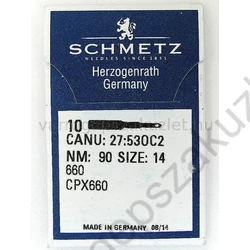 SCHMETZ
NEEDLES SINCE 1851
Herzogenrath
Germany
10
CANU: 27:53OC2
NM: 90 SIZE: 14
660
CPX660
MADE IN GERMANY 08/14